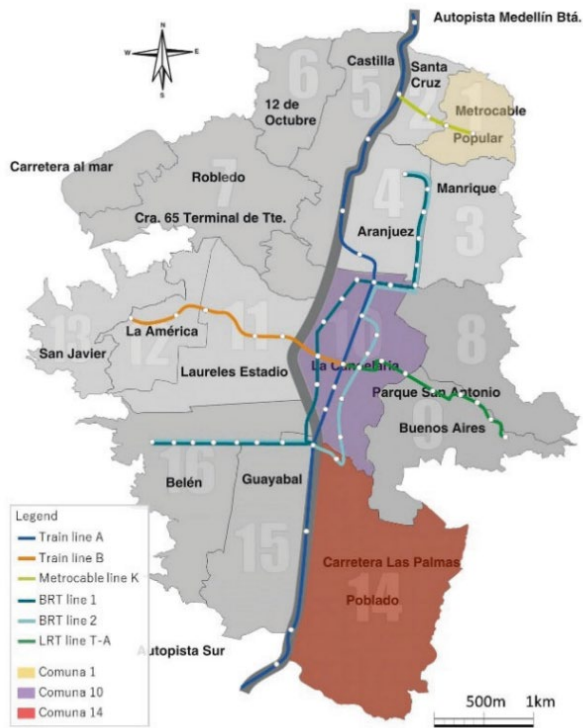 Autopista Medellín Btá.
N
W E
S
Castilla
Santa
Cruz
6
5
2
1
Metrocable
Popular
12 de
Octubre
Carretera al mar
7
Robledo
4
Manrique
Cra. 65 Terminal de Tte.
Aranjuez
3
11
8
13
La América
12
San Javier
Laureles Estadio
La Candelaria
Parque San Antonio
9
Buenos Aires
16
Belén
Guayabal
15
Carretera Las Palmas
14
Poblado
Autopista Sur
Legend
Train line A
Train line B
Metrocable line K
BRT line 1
BRT line 2
LRT line T-A
Comuna 1
Comuna 10
Comuna 14
500m 1km